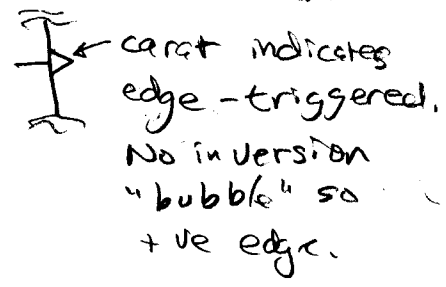 carat indicates
edge-triggered.
No inversion
"bubble" so
+ve edge.